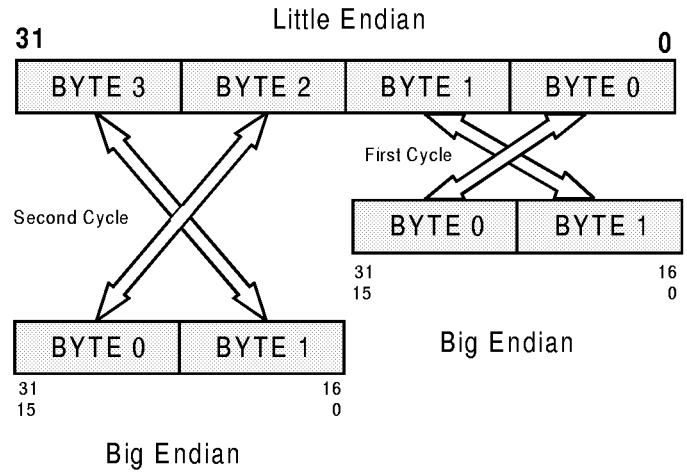 Little Endian
31 0
BYTE 3 BYTE 2 BYTE 1 BYTE 0
First Cycle
Second Cycle
BYTE 0 BYTE 1
31 16
15 0
Big Endian
BYTE 0 BYTE 1
31 16
15 0
Big Endian